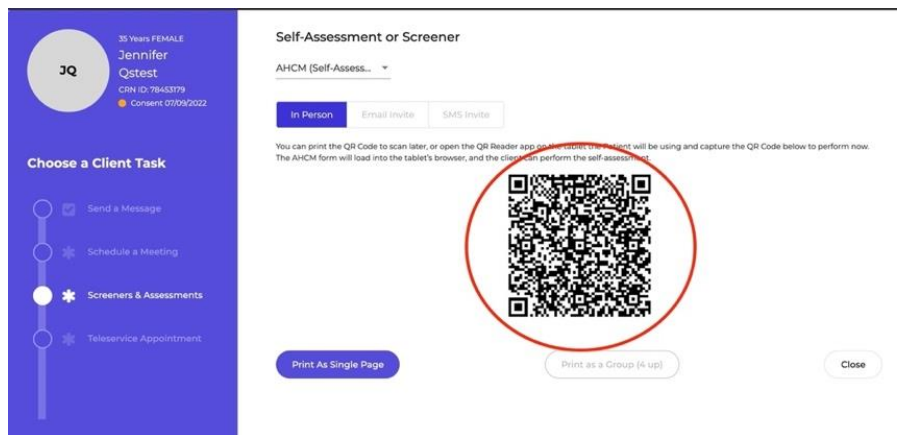 JQ
35 Years FEMALE
Jennifer
Qstest
CRN ID: 78453179
Consent 07/09/2022
Choose a Client Task
Send a Message
Schedule a Meeting
Screeners & Assessments
Teleservice Appointment
Self-Assessment or Screener
AHCM (Self-Assess...
In Person
Email Invite
SMS Invite
You can print the QR Code to scan later, or open the QR Reader app on the tablet the Patient will be using and capture the QR Code below to perform now.
The AHCM form will load into the tablet's browser, and the client can perform the self-assessment.
Print As Single Page
Print as a Group (4 up)
Close